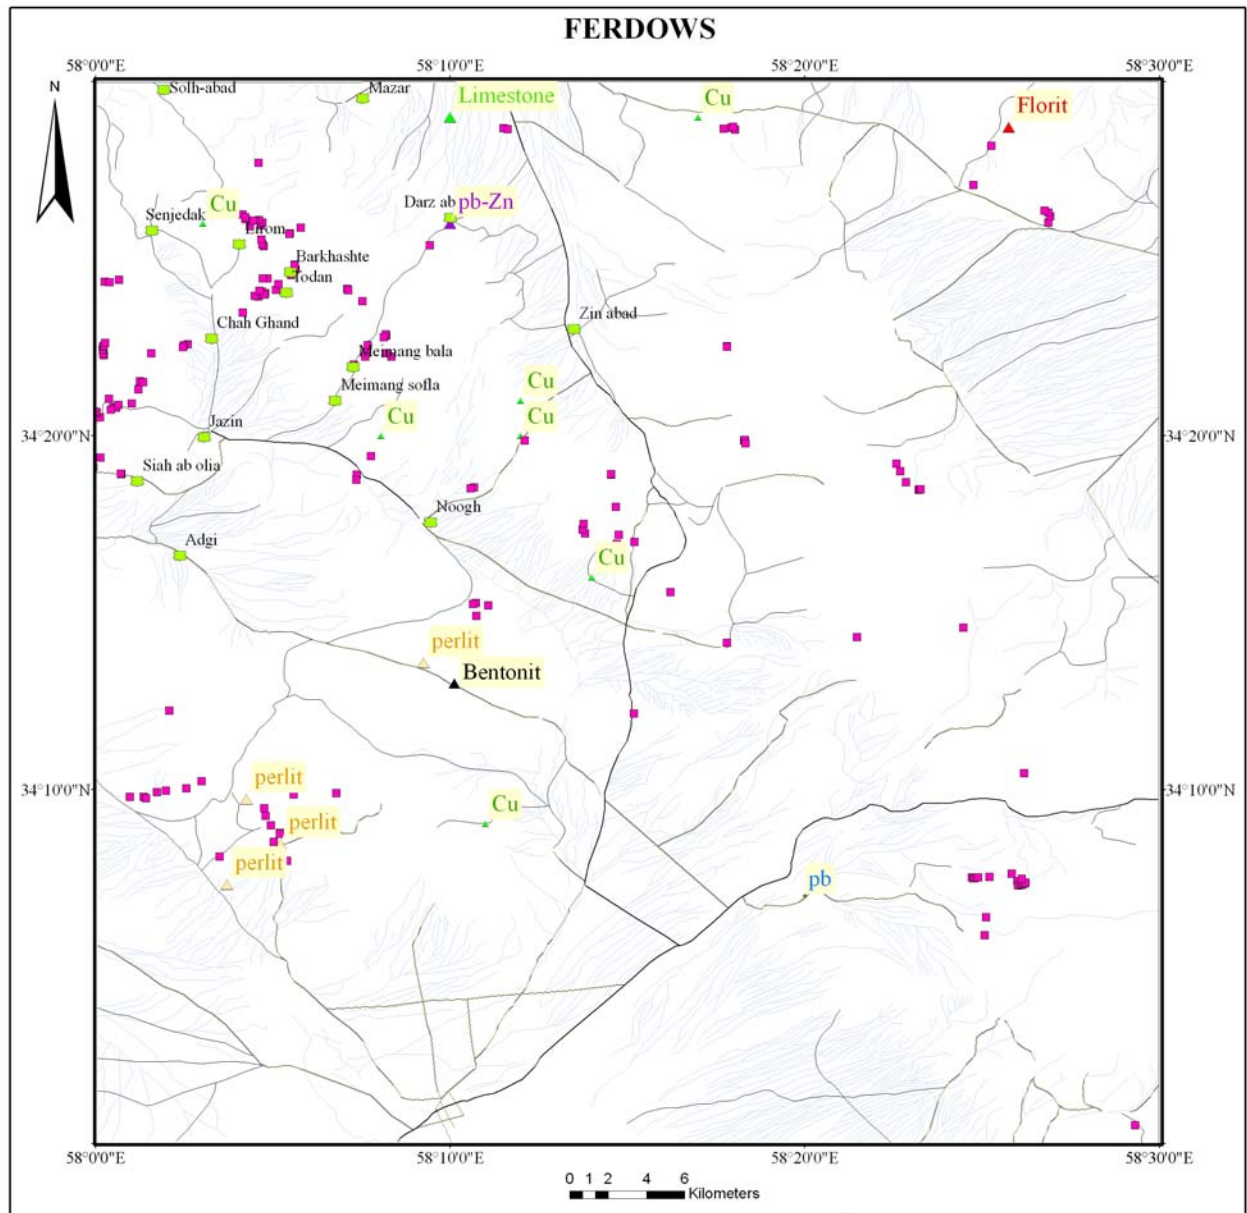 FERDOWS
58°0'0"E 58°10'0"E 58°20'0"E 58°30'0"E
N
Solh-abad
Mazar
Limestone
Cu
Florit
Cu
Darz ab
pb-Zn
Senjedak
Barkhashte
Chah Ghand
Zin abad
Meimang bala
Meimang sofla
Cu
Cu
Cu
Jazin
34°20'0"N 34°20'0"N
Siah ab olia
Noogh
Adgi
Cu
perlit
Bentonit
perlit
34°10'0"N 34°10'0"N
Cu
perlit
perlit
pb
58°0'0"E 58°10'0"E 58°20'0"E 58°30'0"E
0 1 2 4 6
Kilometers